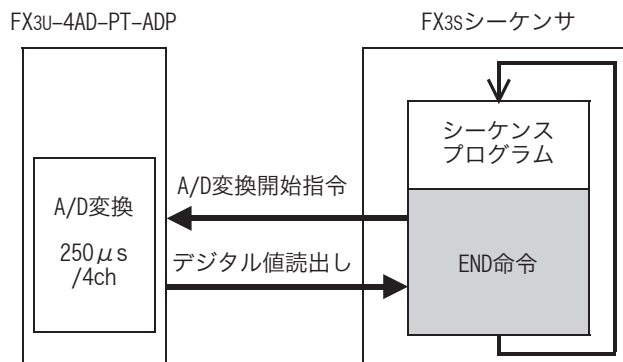 FX3U-4AD-PT-ADP
FX3Sシーケンサ
シーケンス
プログラム
A/D変換開始指令
A/D変換
250μs
/4ch
デジタル値読出し
END命令